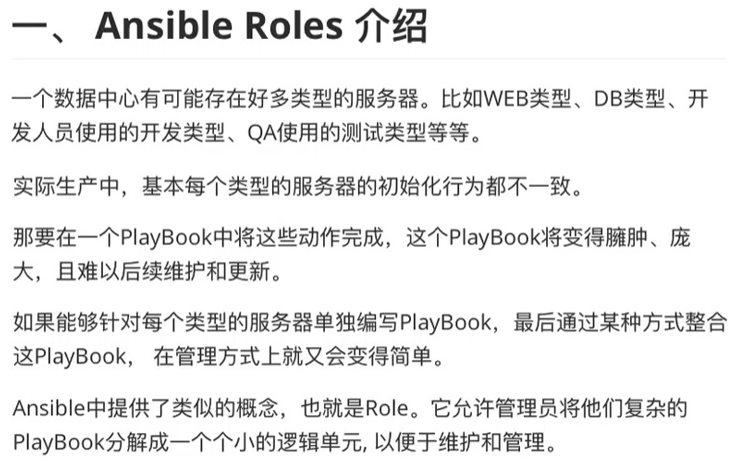 一、 Ansible Roles 介绍
一个数据中心有可能存在好多类型的服务器。比如WEB类型、DB类型、开
发人员使用的开发类型、QA使用的测试类型等等。
实际生产中，基本每个类型的服务器的初始化行为都不一致。
那要在一个PlayBook中将这些动作完成，这个PlayBook将变得臃肿、庞
大，且难以后续维护和更新。
如果能够针对每个类型的服务器单独编写PlayBook，最后通过某种方式整合
这PlayBook， 在管理方式上就又会变得简单。
Ansible中提供了类似的概念，也就是Role。它允许管理员将他们复杂的
PlayBook分解成一个个小的逻辑单元, 以便于维护和管理。